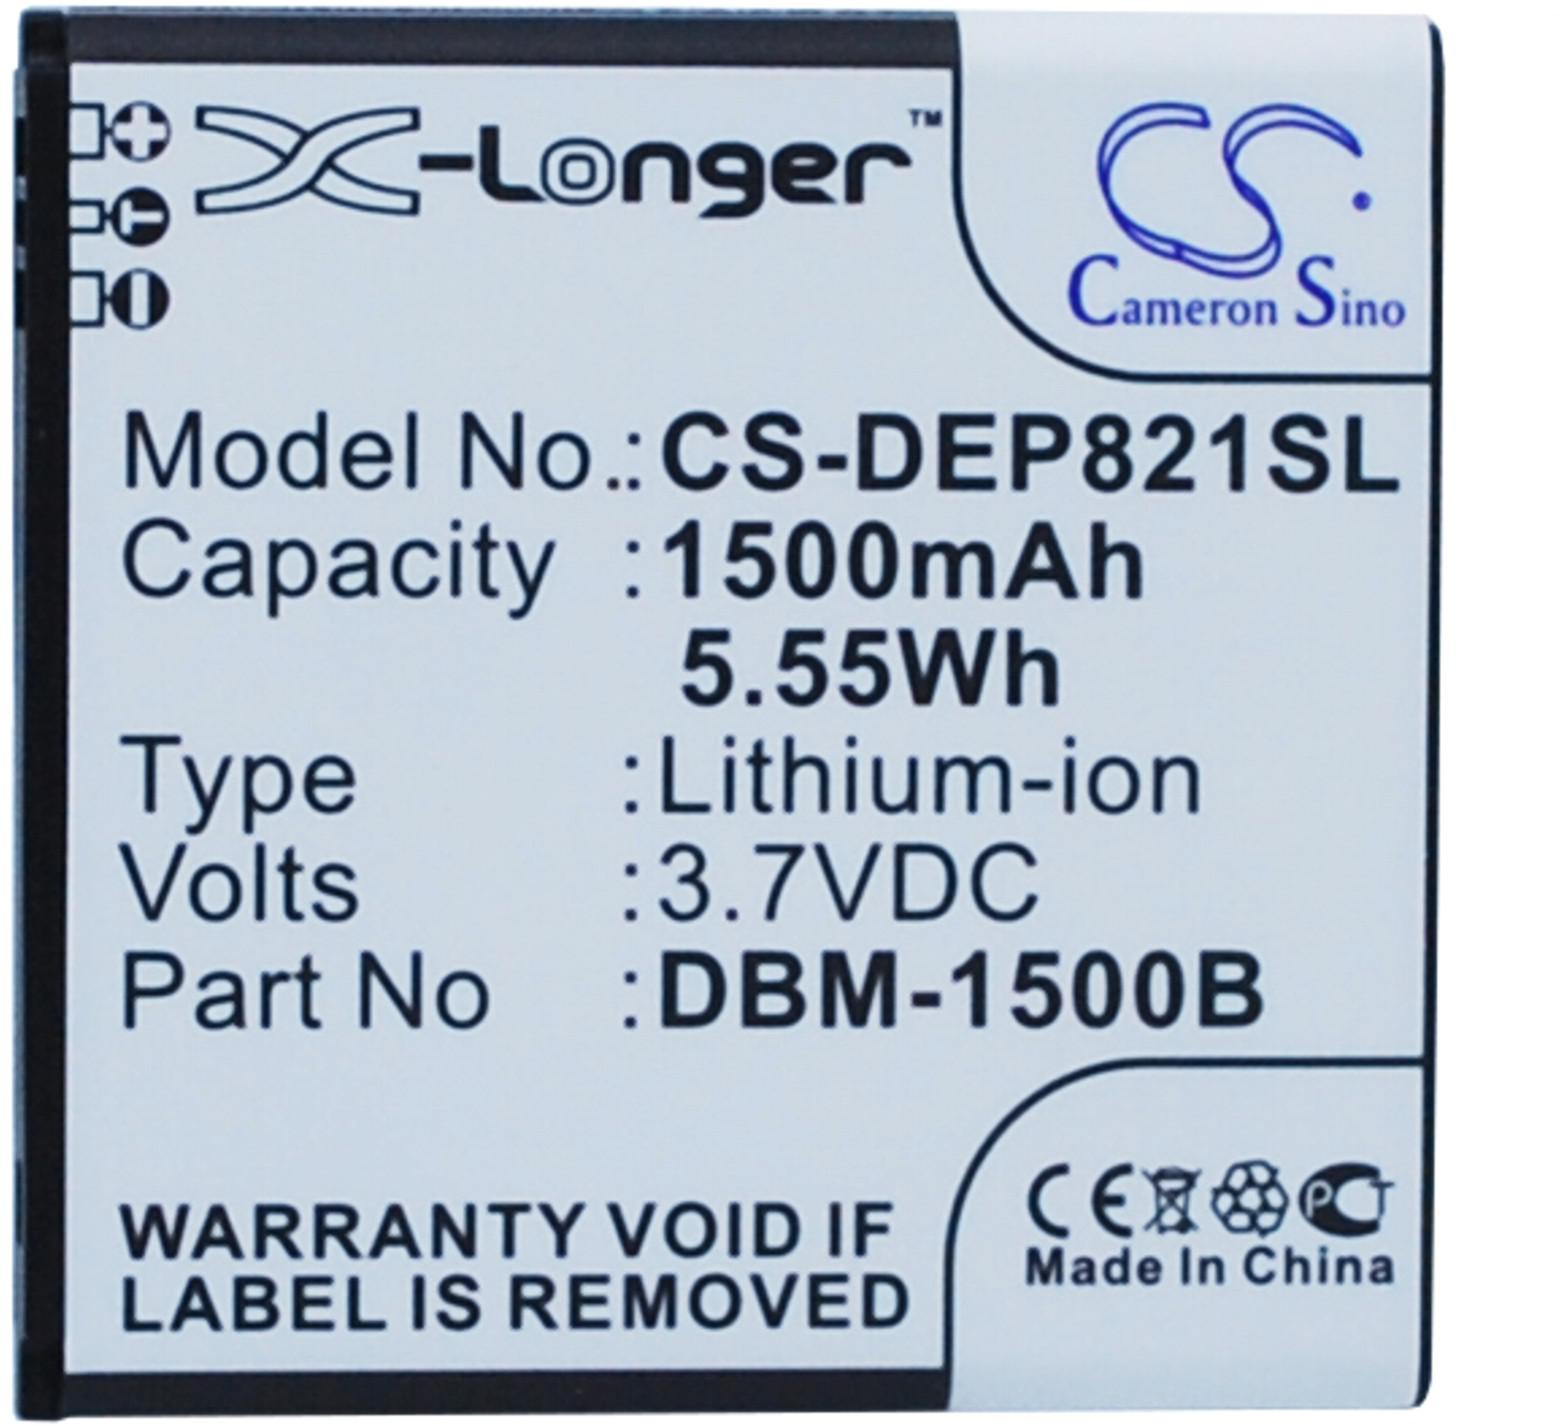 X-Longer™
CS
Cameron Sino
Model No.: CS-DEP821SL
Capacity : 1500mAh
5.55Wh
Type : Lithium-ion
Volts : 3.7VDC
Part No : DBM-1500B
WARRANTY VOID IF
LABEL IS REMOVED
CE PCT
Made In China